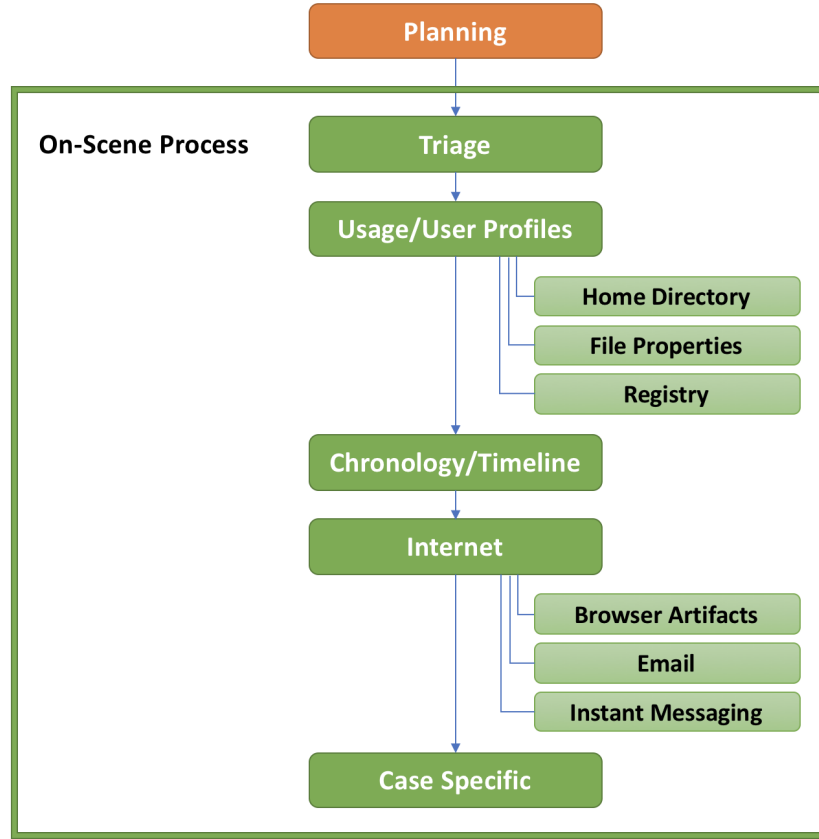 Planning
On-Scene Process
Triage
Usage/User Profiles
Home Directory
File Properties
Registry
Chronology/Timeline
Internet
Browser Artifacts
Email
Instant Messaging
Case Specific